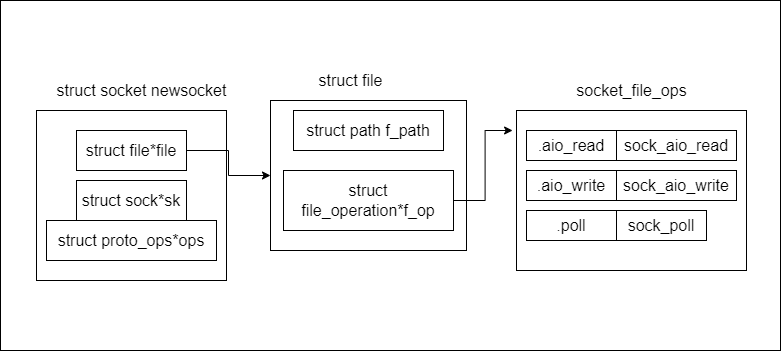 struct socket newsocket
struct file*file
struct sock*sk
struct proto_ops*ops
struct file
struct path f_path
struct
file_operation*f_op
socket_file_ops
.aio_read sock_aio_read
.aio_write sock_aio_write
.poll sock_poll